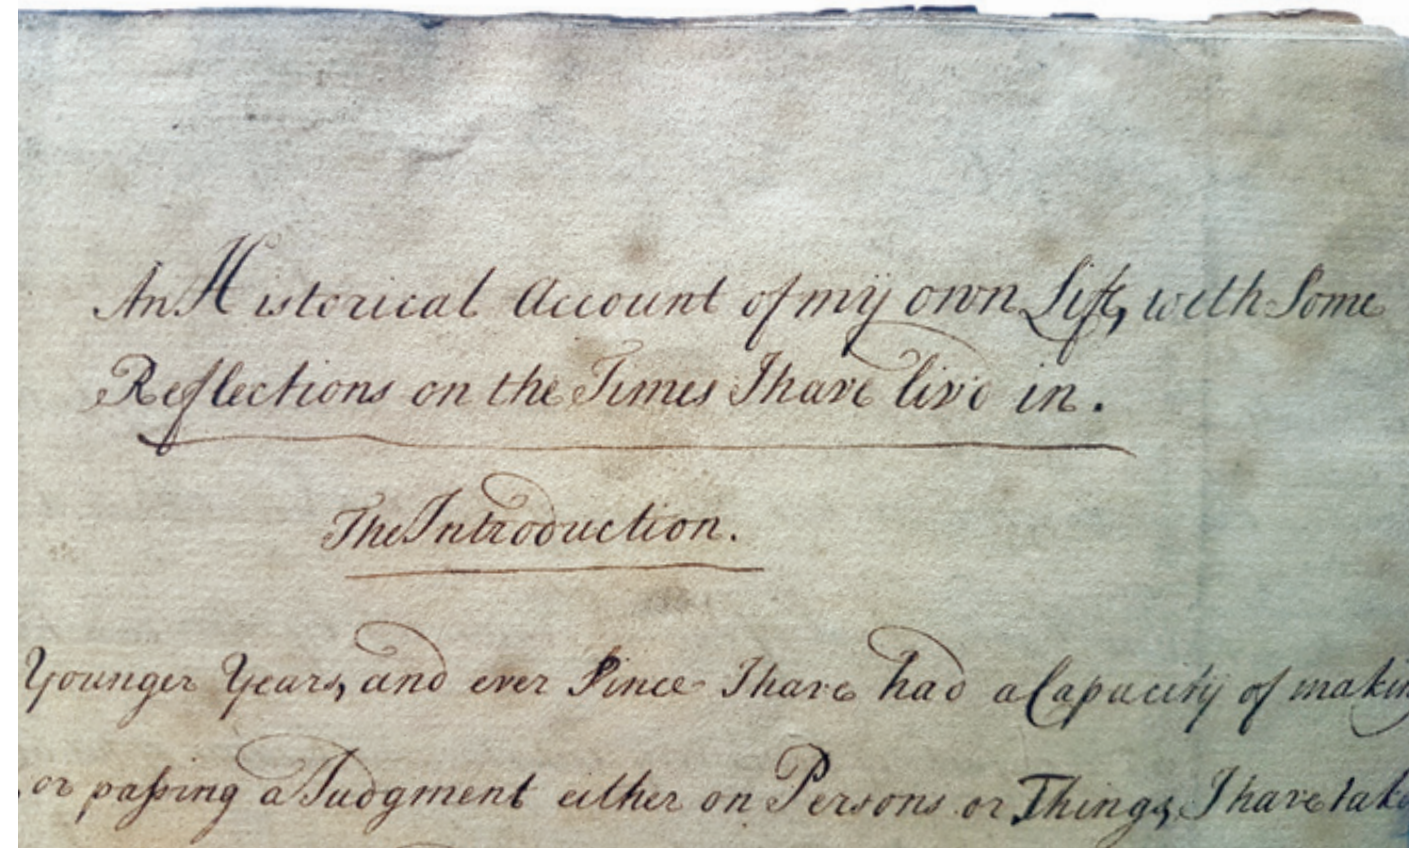 An Historical Account of my own Life, with Some
Reflections on the Times I have liv'd in.
The Introduction.
Younger Years, and ever Since I have had a Capacity of makin
or paſsing a Judgment either on Persons or Things, I have take